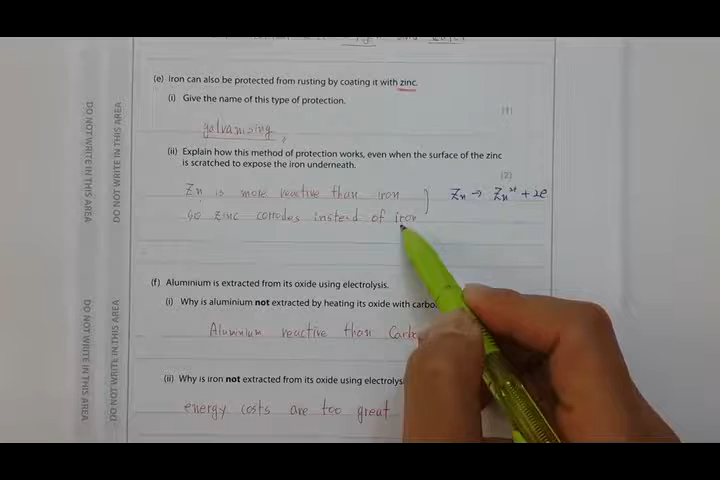 (e) Iron can also be protected from rusting by coating it with zinc.
(i) Give the name of this type of protection.
(1)
galvanising
(ii) Explain how this method of protection works, even when the surface of the zinc
is scratched to expose the iron underneath.
(2)
Zn is more reactive than iron
Zn → Zn²⁺ + 2e
so zinc corrodes instead of iron
(f) Aluminium is extracted from its oxide using electrolysis.
(i) Why is aluminium not extracted by heating its oxide with carbo
Alumnium reactive than Carbo
(ii) Why is iron not extracted from its oxide using electrolys
energy costs are too great
DO NOT WRITE IN THIS AREA
DO NOT WRITE IN THIS AREA
DO NOT WRITE IN THIS AREA
DO NOT WRITE IN THIS AREA